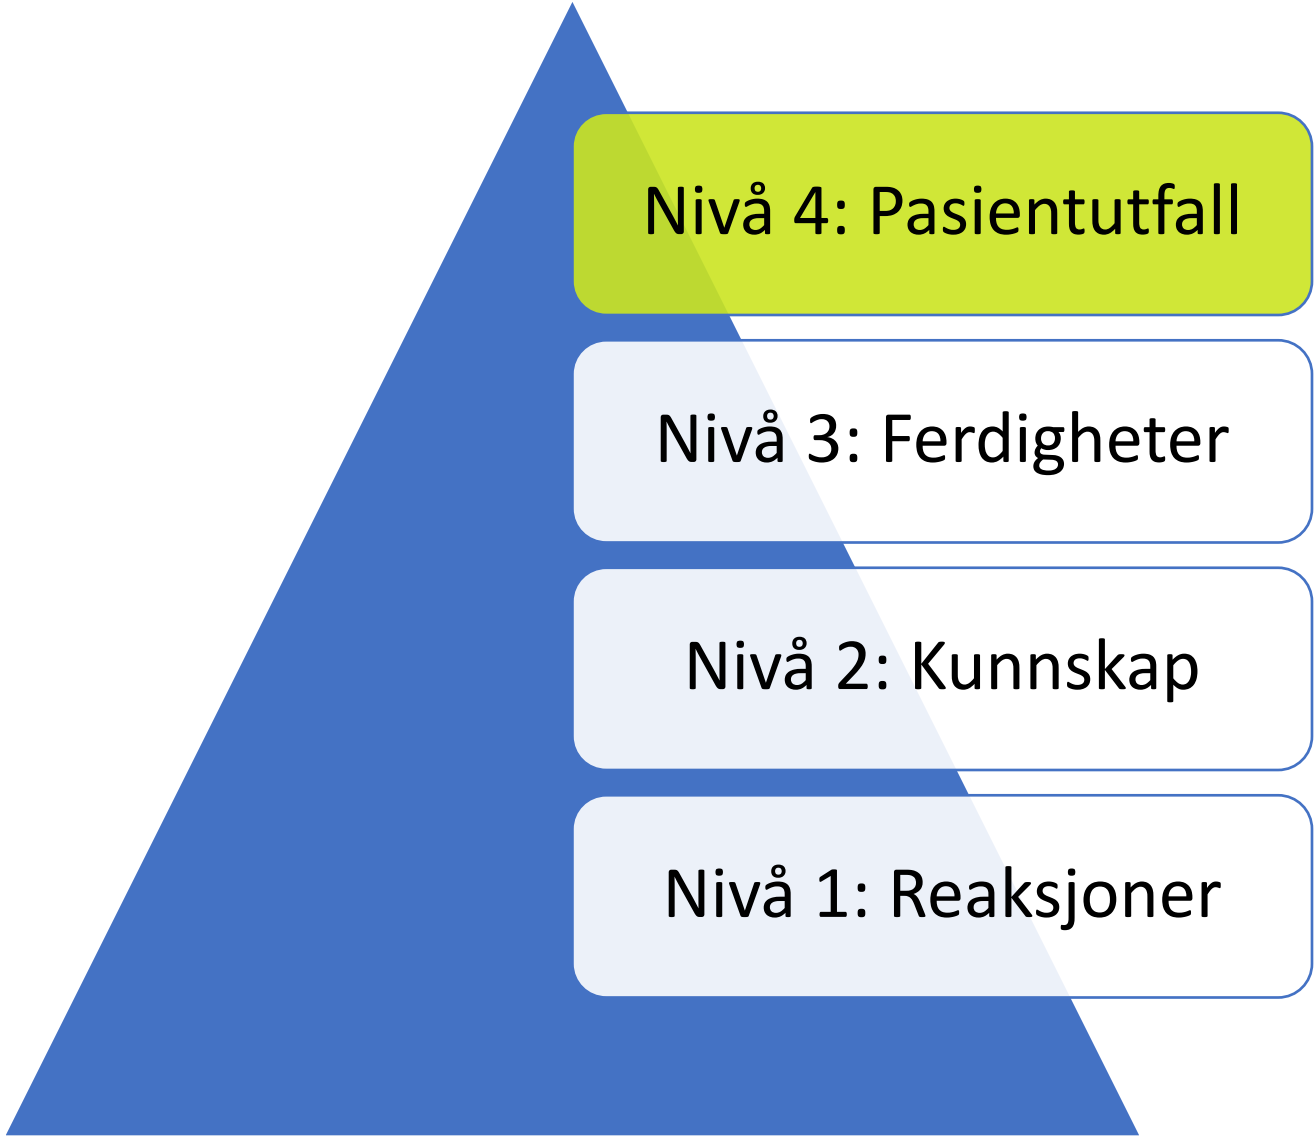 Nivå 4: Pasientutfall
Nivå 3: Ferdigheter
Nivå 2: Kunnskap
Nivå 1: Reaksjoner